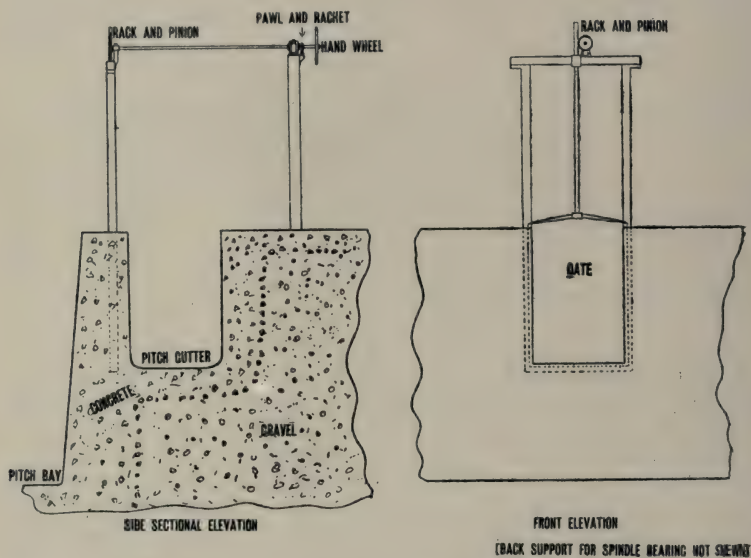 PAWL AND RACHET
RACK AND PINION
HAND WHEEL
PITCH GUTTER
CONCRETE
GRAVEL
PITCH BAY
SIDE SECTIONAL ELEVATION
RACK AND PINION
GATE
FRONT ELEVATION
(BACK SUPPORT FOR SPINDLE BEARING NOT